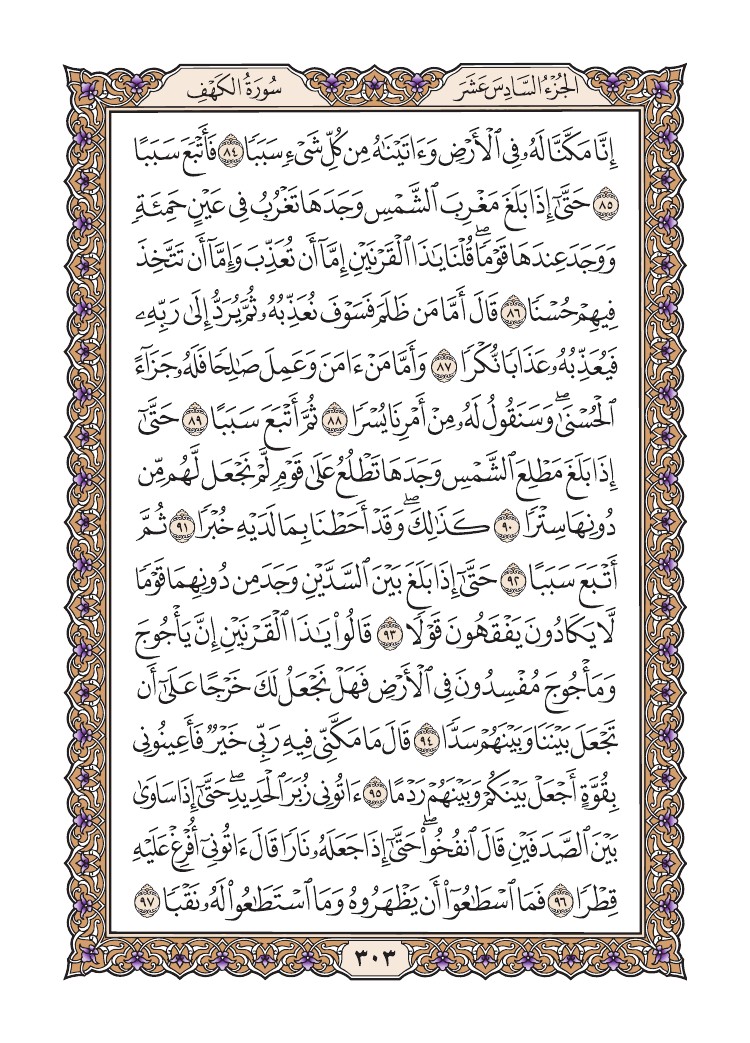 الجُزْءُ السَّادِسَ عَشَرَ
سُورَةُ الكَهْفِ
إِنَّا مَكَّنَّا لَهُۥ فِى ٱلْأَرْضِ وَءَاتَيْنَـٰهُ مِن كُلِّ شَىْءٍ سَبَبًا ٨٤ فَأَتْبَعَ سَبَبًا
٨٥ حَتَّىٰٓ إِذَا بَلَغَ مَغْرِبَ ٱلشَّمْسِ وَجَدَهَا تَغْرُبُ فِى عَيْنٍ حَمِئَةٍ
وَوَجَدَ عِندَهَا قَوْمًاۖ قُلْنَا يَـٰذَا ٱلْقَرْنَيْنِ إِمَّآ أَن تُعَذِّبَ وَإِمَّآ أَن تَتَّخِذَ
فِيهِمْ حُسْنًا ٨٦ قَالَ أَمَّا مَن ظَلَمَ فَسَوْفَ نُعَذِّبُهُۥ ثُمَّ يُرَدُّ إِلَىٰ رَبِّهِۦ
فَيُعَذِّبُهُۥ عَذَابًا نُّكْرًا ٨٧ وَأَمَّا مَنْ ءَامَنَ وَعَمِلَ صَـٰلِحًا فَلَهُۥ جَزَآءً
ٱلْحُسْنَىٰۖ وَسَنَقُولُ لَهُۥ مِنْ أَمْرِنَا يُسْرًا ٨٨ ثُمَّ أَتْبَعَ سَبَبًا ٨٩ حَتَّىٰٓ
إِذَا بَلَغَ مَطْلِعَ ٱلشَّمْسِ وَجَدَهَا تَطْلُعُ عَلَىٰ قَوْمٍ لَّمْ نَجْعَل لَّهُم مِّن
دُونِهَا سِتْرًا ٩٠ كَذَٰلِكَۖ وَقَدْ أَحَطْنَا بِمَا لَدَيْهِ خُبْرًا ٩١ ثُمَّ
أَتْبَعَ سَبَبًا ٩٢ حَتَّىٰٓ إِذَا بَلَغَ بَيْنَ ٱلسَّدَّيْنِ وَجَدَ مِن دُونِهِمَا قَوْمًا
لَّا يَكَادُونَ يَفْقَهُونَ قَوْلًا ٩٣ قَالُوا۟ يَـٰذَا ٱلْقَرْنَيْنِ إِنَّ يَأْجُوجَ
وَمَأْجُوجَ مُفْسِدُونَ فِى ٱلْأَرْضِ فَهَلْ نَجْعَلُ لَكَ خَرْجًا عَلَىٰٓ أَن
تَجْعَلَ بَيْنَنَا وَبَيْنَهُمْ سَدًّا ٩٤ قَالَ مَا مَكَّنِّى فِيهِ رَبِّى خَيْرٌ فَأَعِينُونِى
بِقُوَّةٍ أَجْعَلْ بَيْنَكُمْ وَبَيْنَهُمْ رَدْمًا ٩٥ ءَاتُونِى زُبَرَ ٱلْحَدِيدِۖ حَتَّىٰٓ إِذَا سَاوَىٰ
بَيْنَ ٱلصَّدَفَيْنِ قَالَ ٱنفُخُوا۟ۖ حَتَّىٰٓ إِذَا جَعَلَهُۥ نَارًا قَالَ ءَاتُونِىٓ أُفْرِغْ عَلَيْهِ
قِطْرًا ٩٦ فَمَا ٱسْطَـٰعُوٓا۟ أَن يَظْهَرُوهُ وَمَا ٱسْتَطَـٰعُوا۟ لَهُۥ نَقْبًا ٩٧
٣٠٣